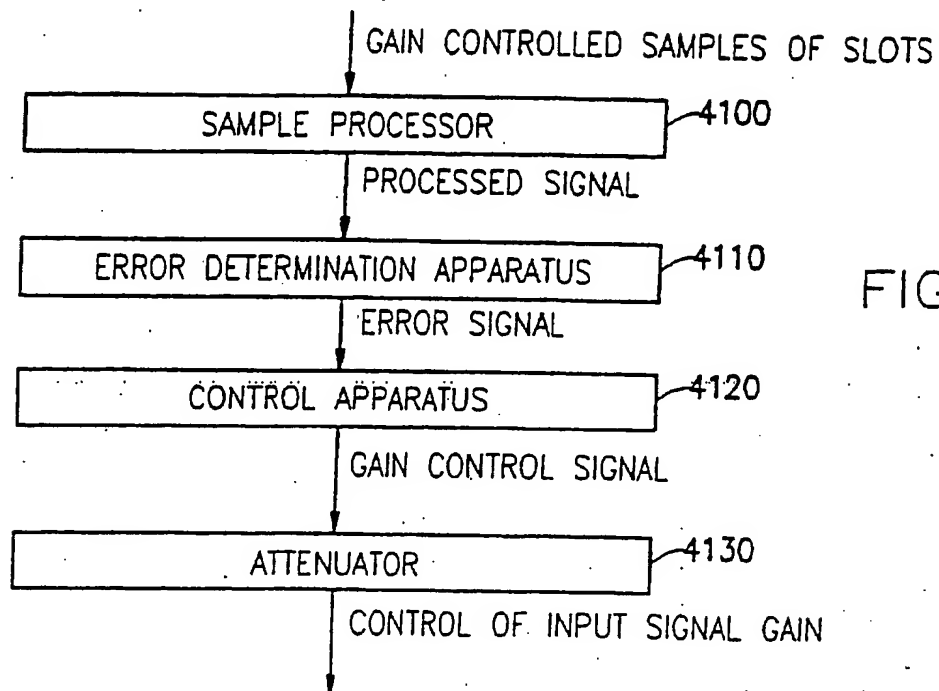 GAIN CONTROLLED SAMPLES OF SLOTS
SAMPLE PROCESSOR
4100
PROCESSED SIGNAL
ERROR DETERMINATION APPARATUS
4110
FIG
ERROR SIGNAL
CONTROL APPARATUS
4120
GAIN CONTROL SIGNAL
ATTENUATOR
4130
CONTROL OF INPUT SIGNAL GAIN